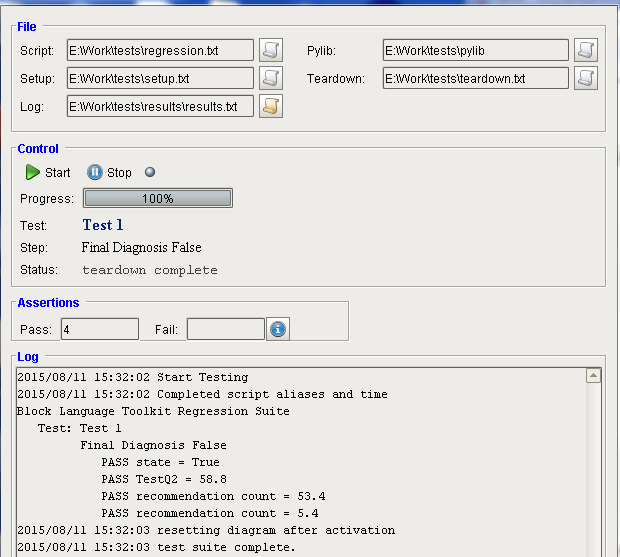 File
Script: E:\Work\tests\regression.txt Pylib: E:\Work\tests\pylib
Setup: E:\Work\tests\setup.txt Teardown: E:\Work\tests\teardown.txt
Log: E:\Work\tests\results\results.txt
Control
Start Stop
Progress: 100%
Test: Test 1
Step: Final Diagnosis False
Status: teardown complete
Assertions
Pass: 4 Fail:
Log
2015/08/11 15:32:02 Start Testing
2015/08/11 15:32:02 Completed script aliases and time
Block Language Toolkit Regression Suite
Test: Test 1
Final Diagnosis False
PASS state = True
PASS TestQ2 = 58.8
PASS recommendation count = 53.4
PASS recommendation count = 5.4
2015/08/11 15:32:03 resetting diagram after activation
2015/08/11 15:32:03 test suite complete.